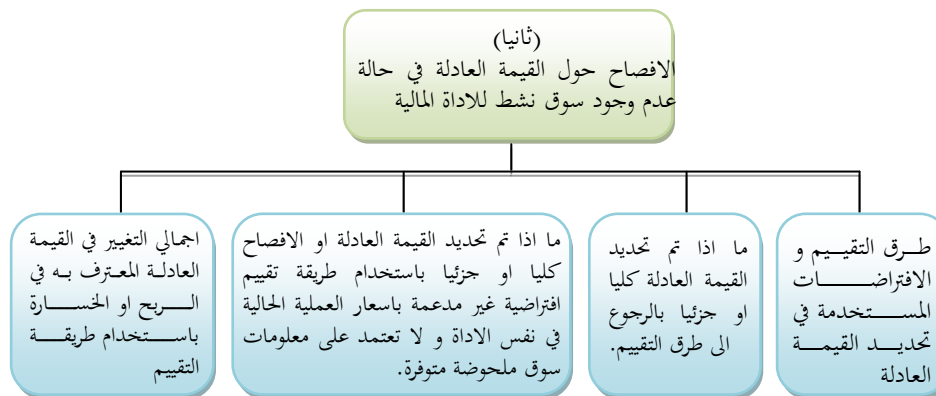 (ثانيا)
الافصاح حول القيمة العادلة في حالة
عدم وجود سوق نشط للاداة المالية
طرق التقييم و
الافتراضات
المستخدمة في
تحديد القيمة
العادلة
ما اذا تم تحديد
القيمة العادلة كليا
او جزئيا بالرجوع
الى طرق التقييم.
ما اذا تم تحديد القيمة العادلة او الافصاح
كليا او جزئيا باستخدام طريقة تقييم
افتراضية غير مدعمة باسعار العملية الحالية
في نفس الاداة و لا تعتمد على معلومات
سوق ملحوضة متوفرة.
اجمالي التغيير في القيمة
العادلة المعترف به في
الربح او الخسارة
باستخدام طريقة
التقييم